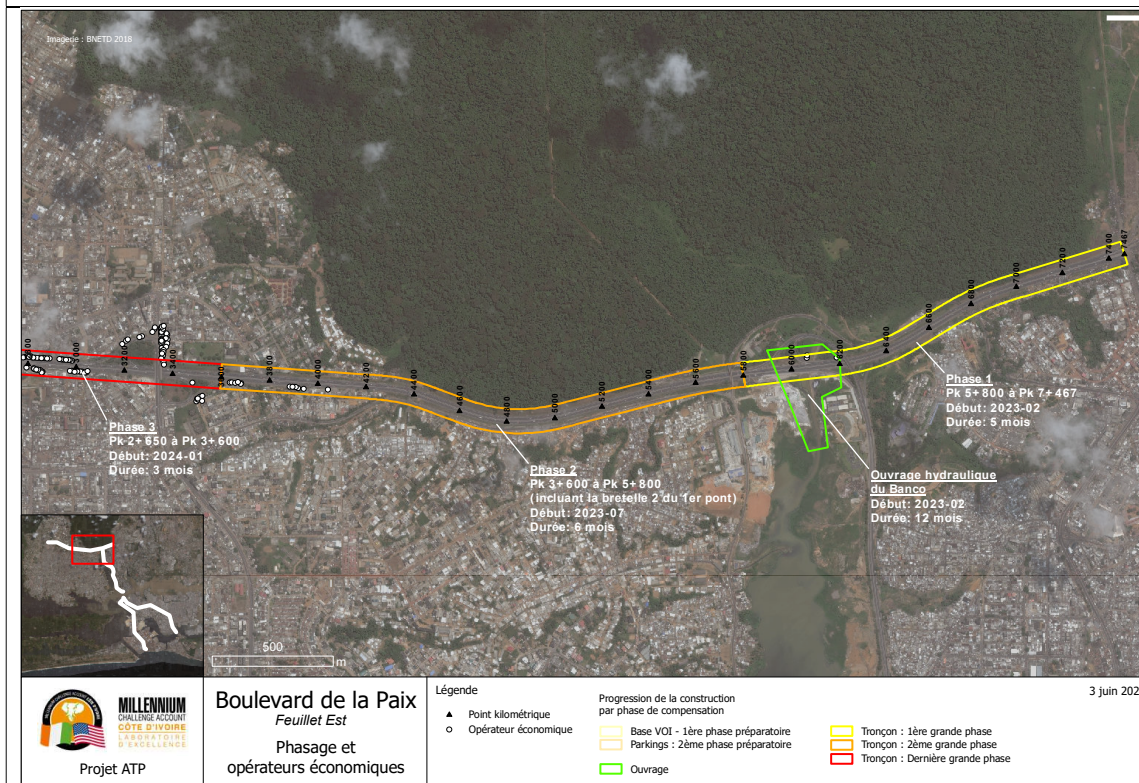 Imagerie : BNETD 2018
3000
3200
3400
3600
3800
4000
4200
4400
4600
4800
5000
5200
5400
5600
5800
6000
6200
6400
6600
6800
7000
7200
7400
7467
Phase 3
Pk 2+650 à Pk 3+600
Début: 2024-01
Durée: 3 mois
Phase 2
Pk 3+600 à Pk 5+800
(incluant la bretelle 2 du 1er pont)
Début: 2023-07
Durée: 6 mois
Phase 1
Pk 5+800 à Pk 7+467
Début: 2023-02
Durée: 5 mois
Ouvrage hydraulique
du Banco
Début: 2023-02
Durée: 12 mois
500
m
MILLENNIUM
CHALLENGE ACCOUNT
CÔTE D'IVOIRE
LABORATOIRE
D'EXCELLENCE
Projet ATP
Boulevard de la Paix
Feuillet Est
Phasage et
opérateurs économiques
Légende
Point kilométrique
Opérateur économique
Progression de la construction
par phase de compensation
Base VOI - 1ère phase préparatoire
Parkings : 2ème phase préparatoire
Ouvrage
Tronçon : 1ère grande phase
Tronçon : 2ème grande phase
Tronçon : Dernière grande phase
3 juin 202